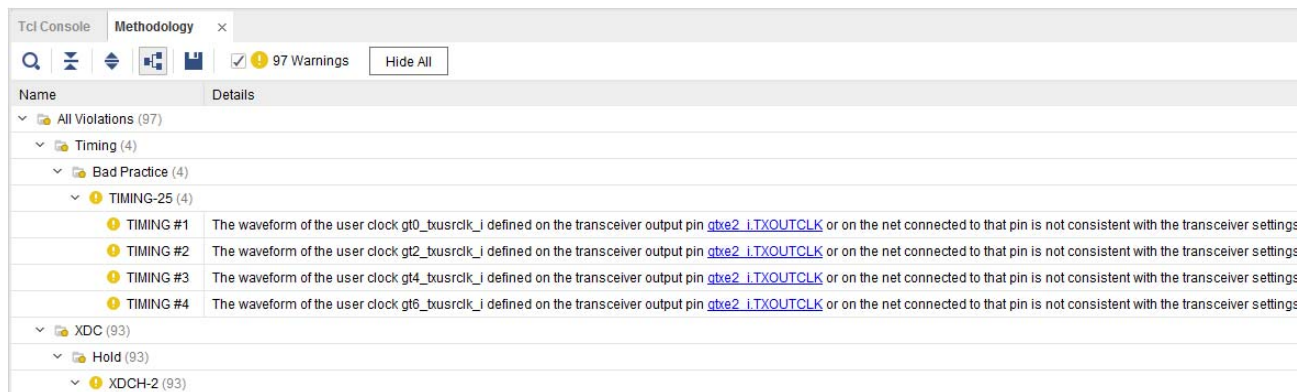 Tcl Console Methodology ×
97 Warnings Hide All
Name Details
All Violations (97)
Timing (4)
Bad Practice (4)
TIMING-25 (4)
TIMING #1 The waveform of the user clock gt0_txusrclk_i defined on the transceiver output pin gtxe2_i.TXOUTCLK or on the net connected to that pin is not consistent with the transceiver settings
TIMING #2 The waveform of the user clock gt2_txusrclk_i defined on the transceiver output pin gtxe2_i.TXOUTCLK or on the net connected to that pin is not consistent with the transceiver settings
TIMING #3 The waveform of the user clock gt4_txusrclk_i defined on the transceiver output pin gtxe2_i.TXOUTCLK or on the net connected to that pin is not consistent with the transceiver settings
TIMING #4 The waveform of the user clock gt6_txusrclk_i defined on the transceiver output pin gtxe2_i.TXOUTCLK or on the net connected to that pin is not consistent with the transceiver settings
XDC (93)
Hold (93)
XDCH-2 (93)